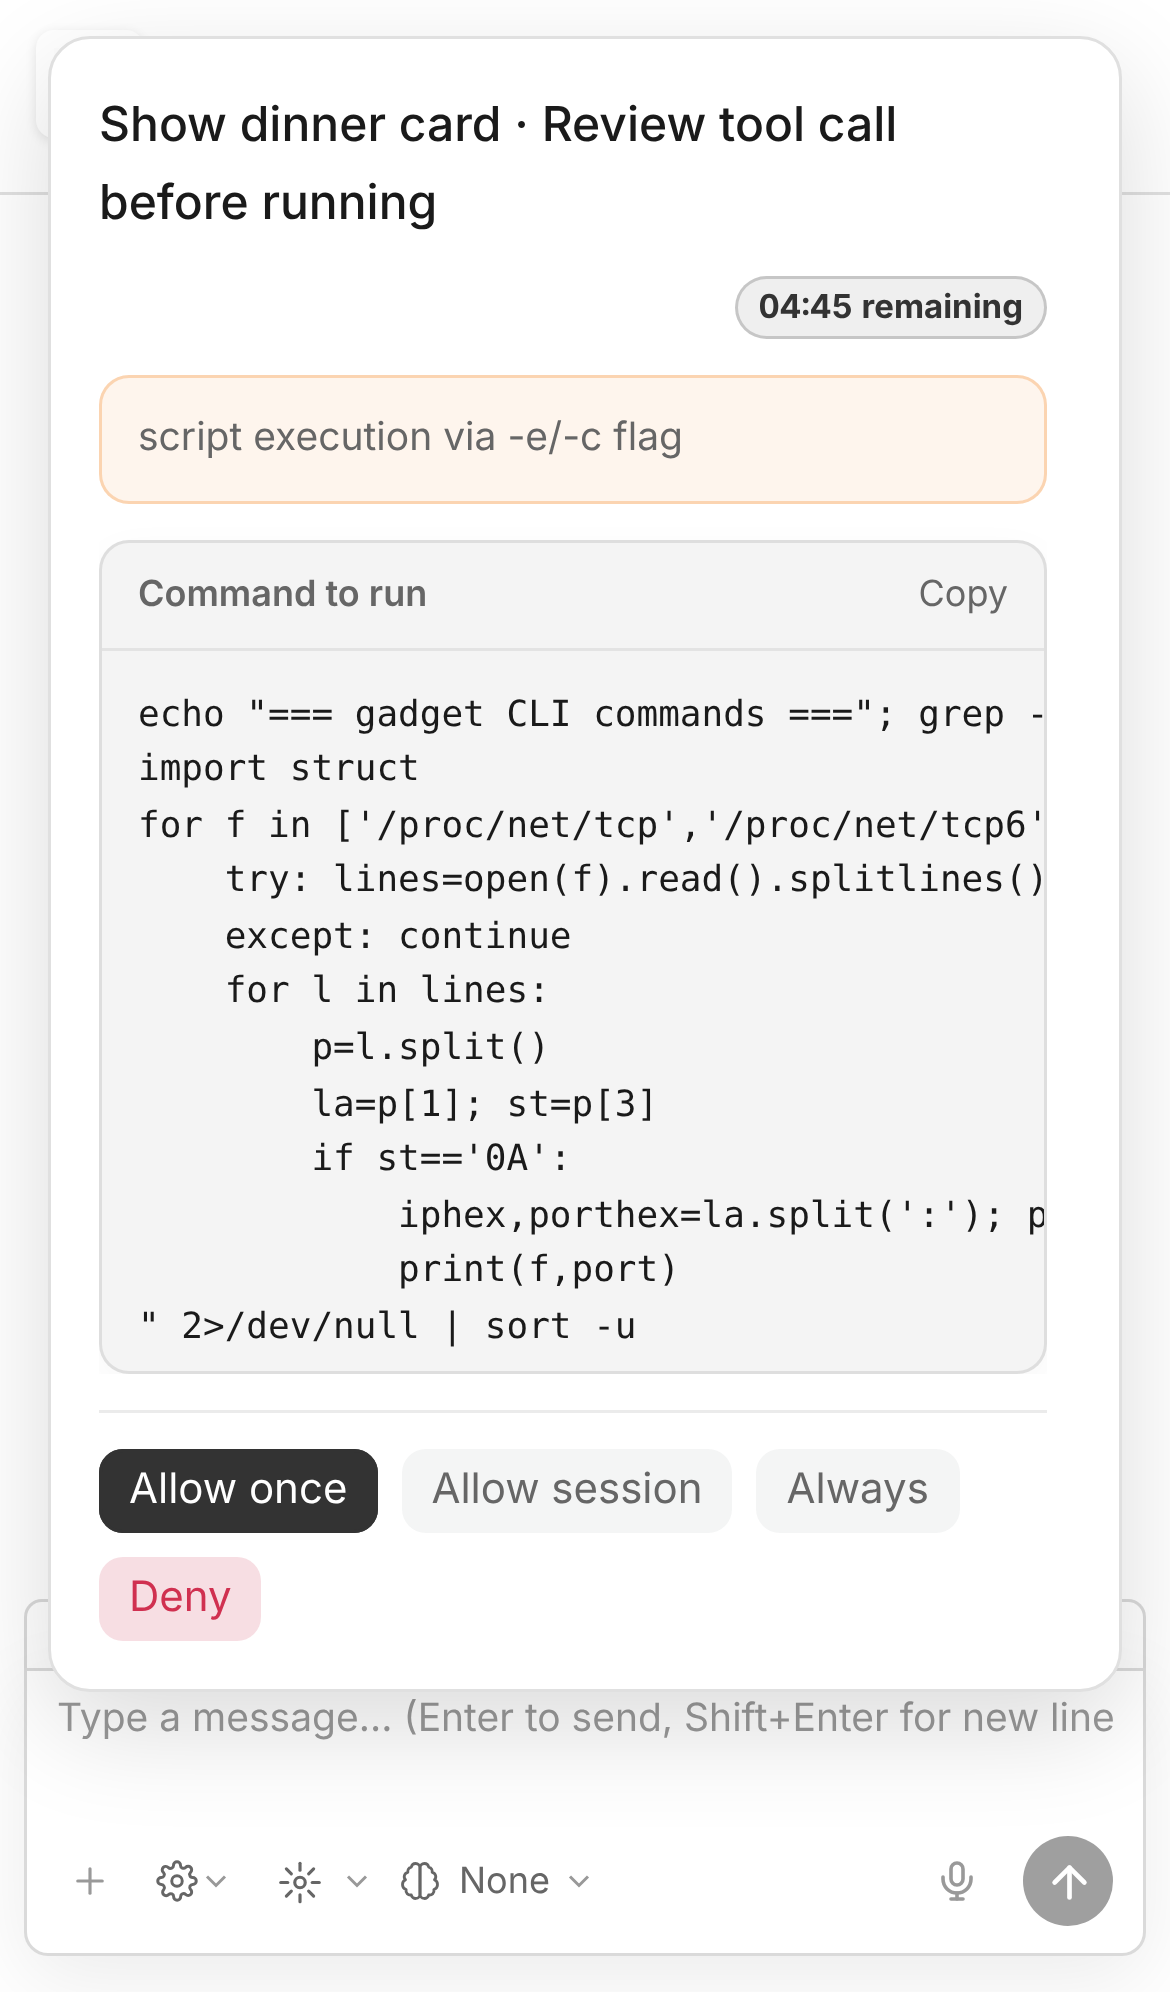 Show dinner card · Review tool call
before running
04:45 remaining
script execution via -e/-c flag
Command to run
Copy
echo "=== gadget CLI commands ==="; grep -
import struct
for f in ['/proc/net/tcp','/proc/net/tcp6'
    try: lines=open(f).read().splitlines()
    except: continue
    for l in lines:
        p=l.split()
        la=p[1]; st=p[3]
        if st=='0A':
            iphex,porthex=la.split(':'); p
            print(f,port)
" 2>/dev/null | sort -u
Allow once
Allow session
Always
Deny
Type a message... (Enter to send, Shift+Enter for new line
None